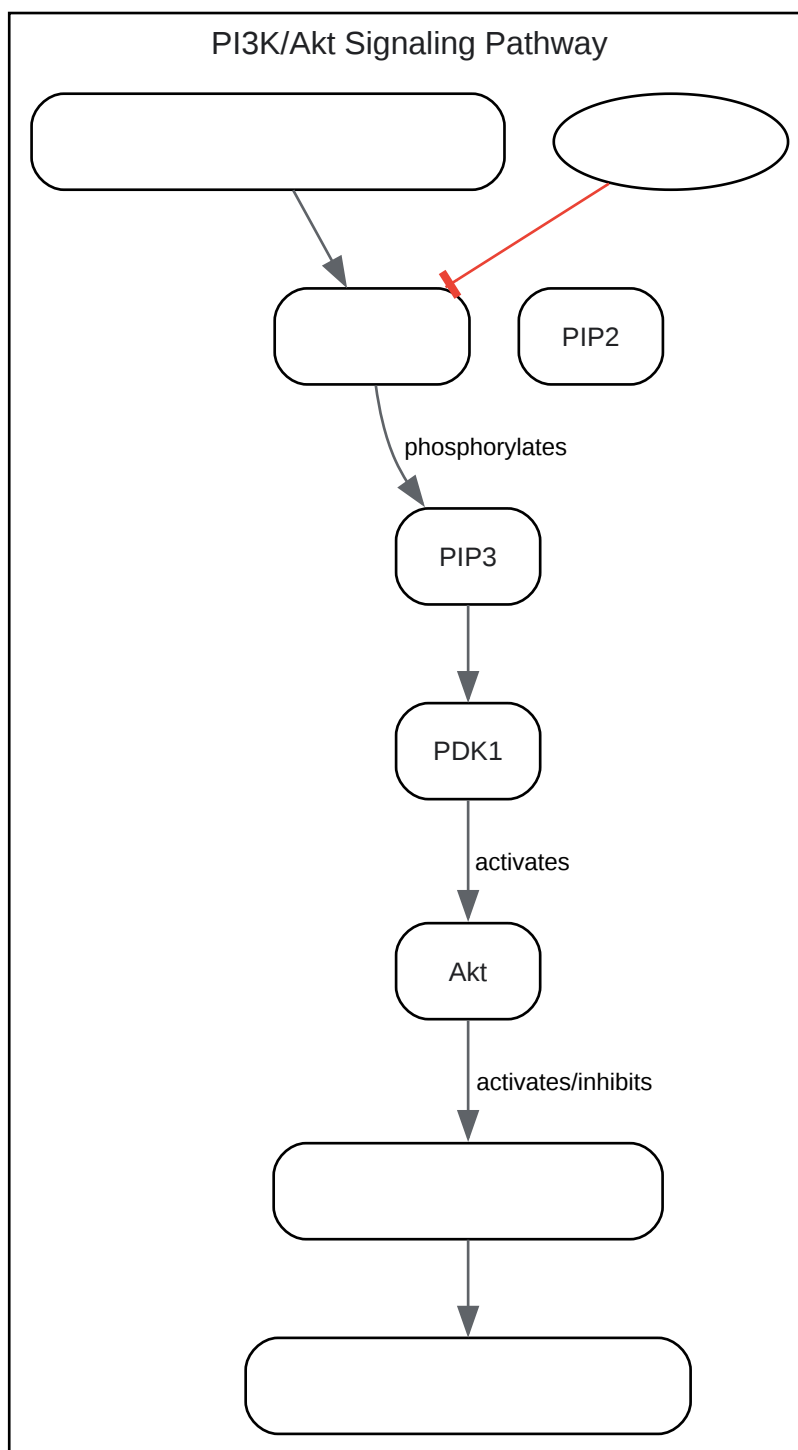 PI3K/Akt Signaling Pathway
PIP2
phosphorylates
PIP3
PDK1
activates
Akt
activates/inhibits